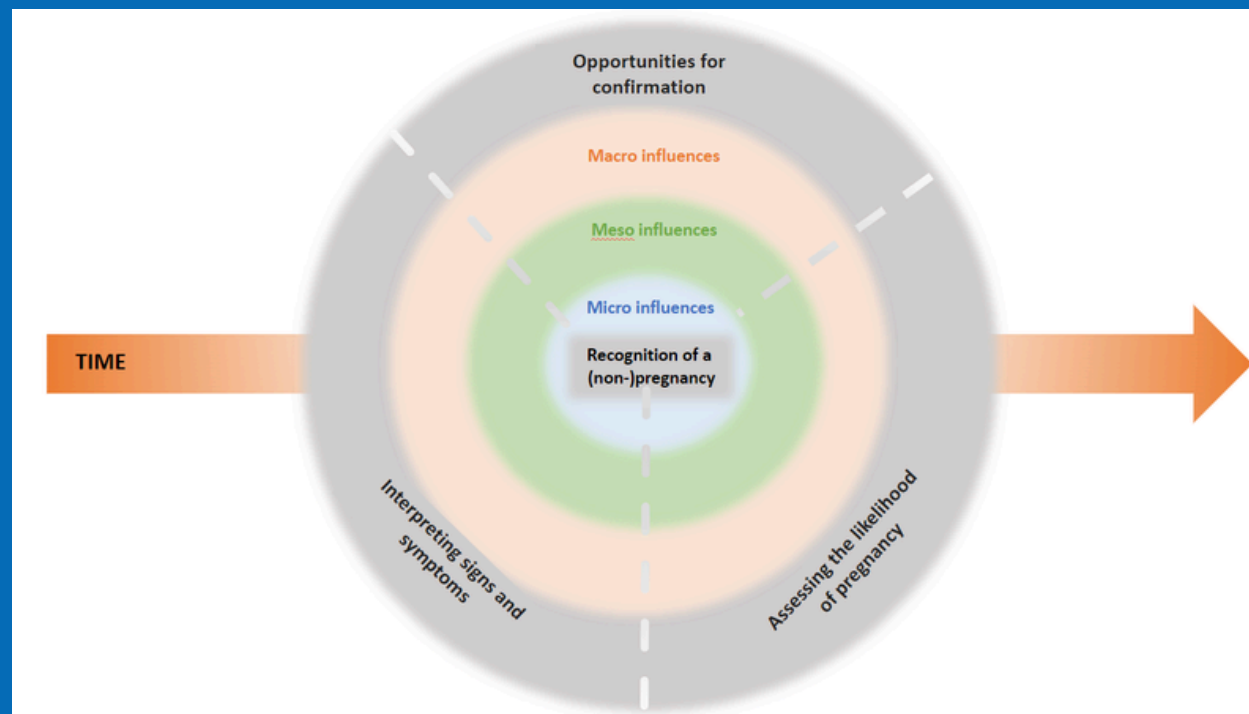 Opportunities for
confirmation
Macro influences
Meso influences
Micro influences
TIME
Recognition of a
(non-)pregnancy
Interpreting signs and
symptoms
Assessing the likelihood
of pregnancy